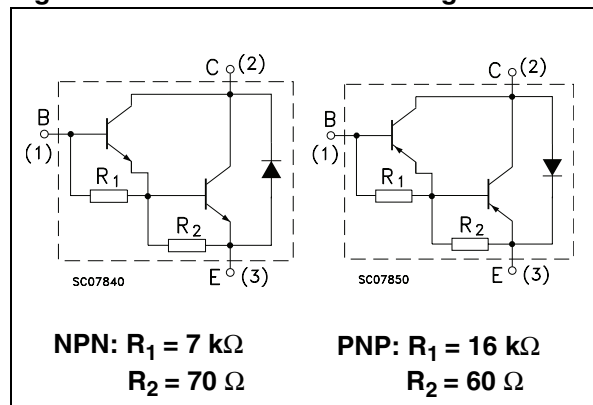 C (2)
B
(1)
R1
R2
E (3)
SC07840
C (2)
B
(1)
R1
R2
E (3)
SC07850
NPN: R1 = 7 kΩ
R2 = 70 Ω
PNP: R1 = 16 kΩ
R2 = 60 Ω